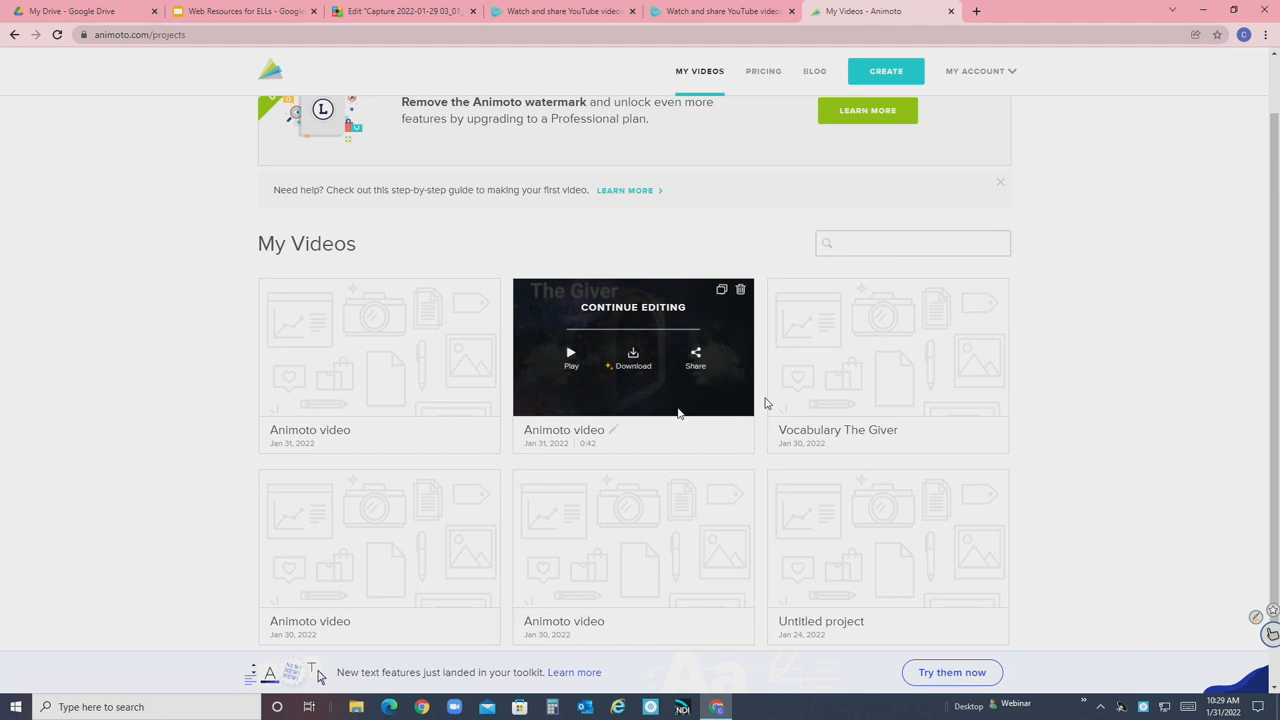 My Drive - Google Drive
Web Resources for ELLs - Google
Edit "Capture 2022-01-29 03_01_
Watch and share YouTube videos
Watch and share YouTube videos
My Videos - Animoto
animoto.com/projects
C
MY VIDEOS
PRICING
BLOG
CREATE
MY ACCOUNT
L
Remove the Animoto watermark and unlock even more
features by upgrading to a Professional plan.
LEARN MORE
Need help? Check out this step-by-step guide to making your first video. LEARN MORE >
My Videos
The Giver
CONTINUE EDITING
Play
Download
Share
Animoto video
Jan 31, 2022
Animoto video
Jan 31, 2022 | 0:42
Vocabulary The Giver
Jan 30, 2022
Animoto video
Jan 30, 2022
Animoto video
Jan 30, 2022
Untitled project
Jan 24, 2022
A
NEW!
T
New text features just landed in your toolkit. Learn more
Aa
Try them now
Type here to search
NDI
Desktop
Webinar
10:29 AM
1/31/2022